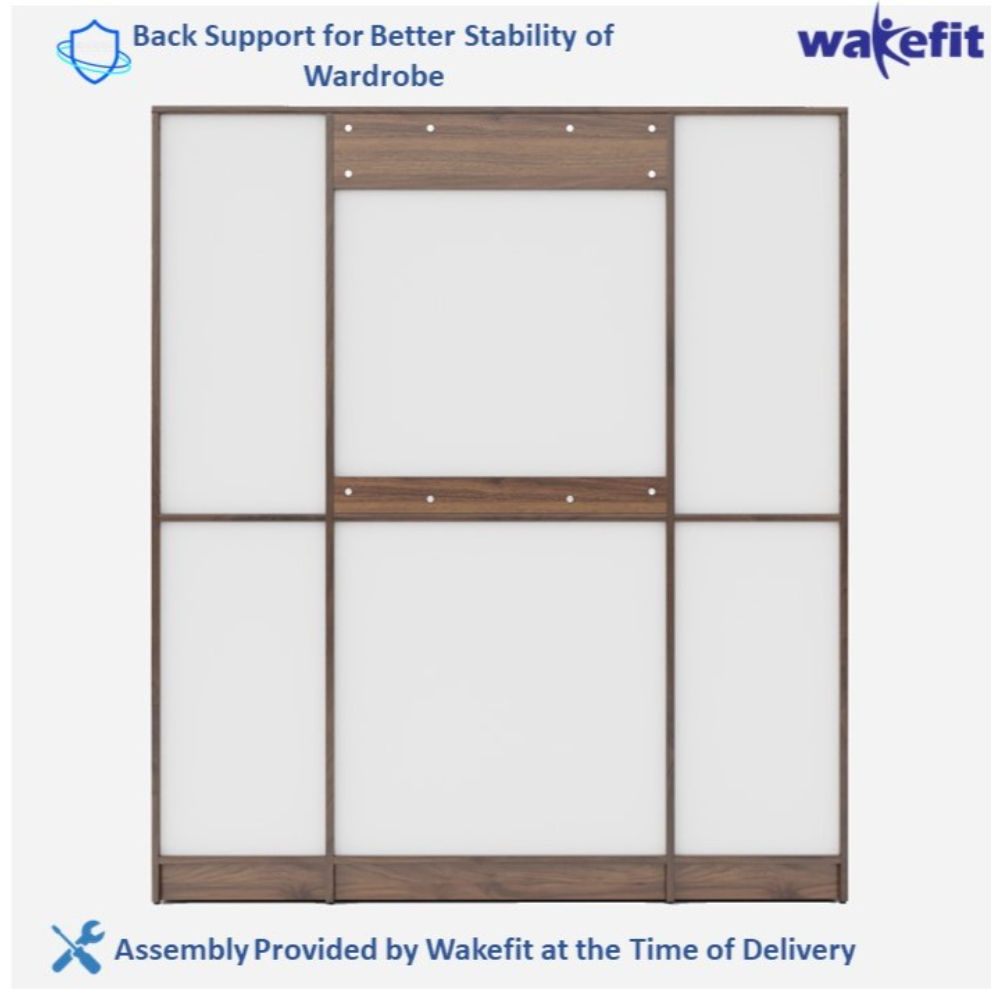 Back Support for Better Stability of
Wardrobe
wakefit
Assembly Provided by Wakefit at the Time of Delivery